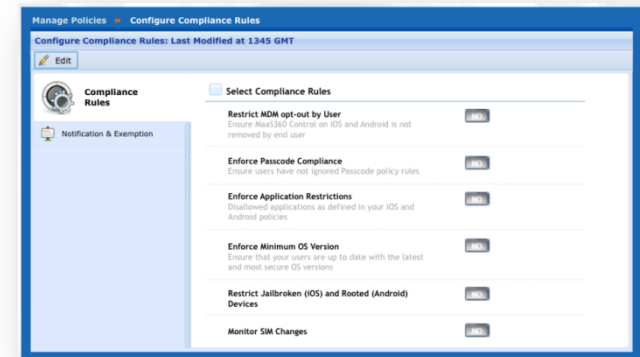 Manage Policies » Configure Compliance Rules
Configure Compliance Rules: Last Modified at 1345 GMT
Edit
Compliance
Rules
Notification & Exemption
Select Compliance Rules
Restrict MDM opt-out by User
NO
Ensure MaaS360 Control on iOS and Android is not
removed by end user
Enforce Passcode Compliance
NO
Ensure users have not ignored Passcode policy rules
Enforce Application Restrictions
NO
Disallowed applications as defined in your iOS and
Android policies
Enforce Minimum OS Version
NO
Ensure that your users are up to date with the latest
and most secure OS versions
Restrict Jailbroken (iOS) and Rooted (Android)
Devices
NO
Monitor SIM Changes
NO